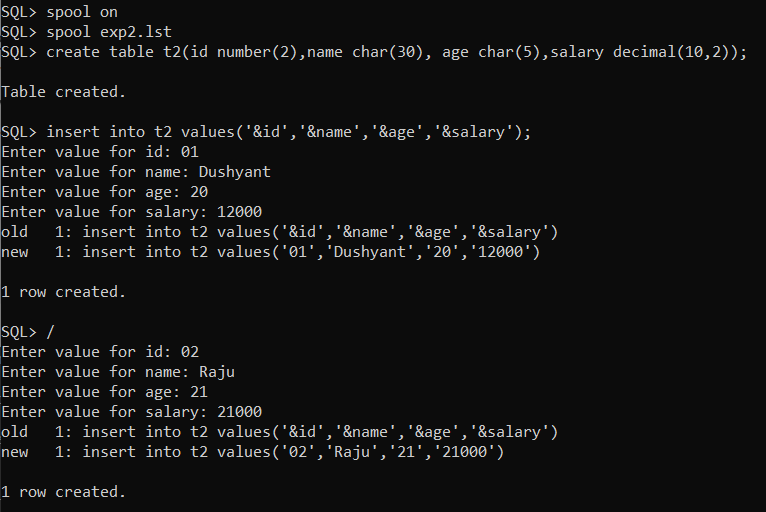 SQL> spool on
SQL> spool exp2.lst
SQL> create table t2(id number(2),name char(30), age char(5),salary decimal(10,2));
Table created.
SQL> insert into t2 values('&id','&name','&age','&salary');
Enter value for id: 01
Enter value for name: Dushyant
Enter value for age: 20
Enter value for salary: 12000
old   1: insert into t2 values('&id','&name','&age','&salary')
new   1: insert into t2 values('01','Dushyant','20','12000')
1 row created.
SQL> /
Enter value for id: 02
Enter value for name: Raju
Enter value for age: 21
Enter value for salary: 21000
old   1: insert into t2 values('&id','&name','&age','&salary')
new   1: insert into t2 values('02','Raju','21','21000')
1 row created.